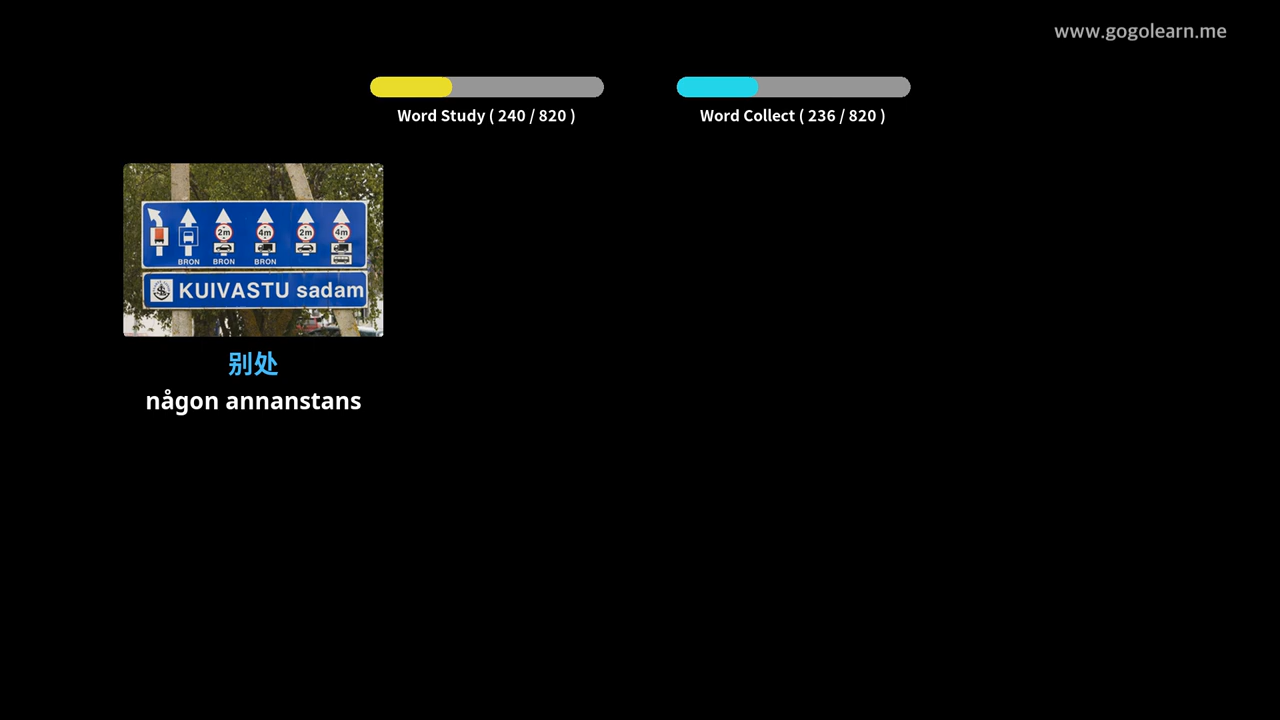 www.gogolearn.me
Word Study ( 240 / 820 )
Word Collect ( 236 / 820 )
2m 4m 2m 4m
BRON BRON BRON
KUIVASTU sadam
别处
någon annanstans